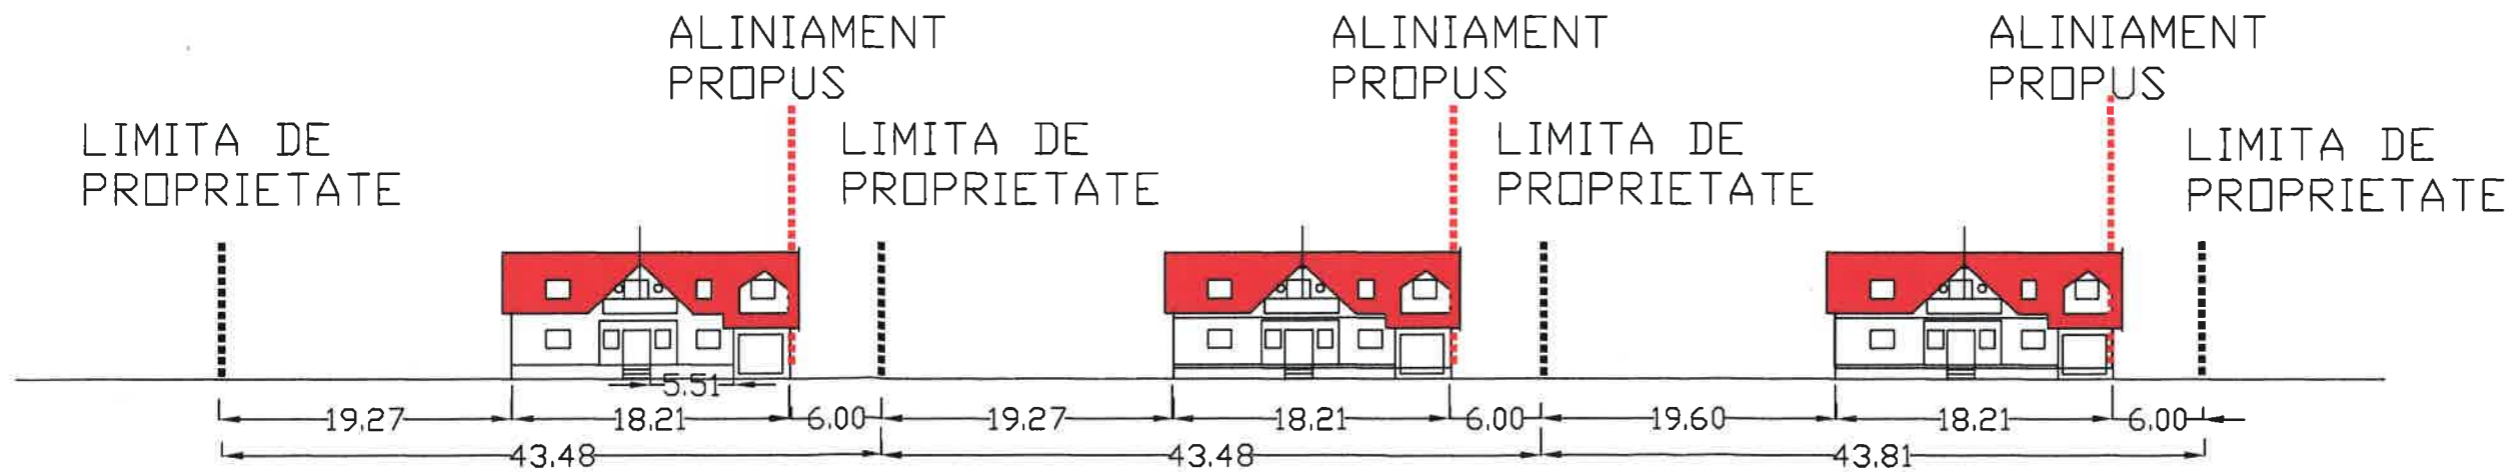 ALINIAMENT
PROPUS
ALINIAMENT
PROPUS
ALINIAMENT
PROPUS
LIMITA DE
PROPRIETATE
LIMITA DE
PROPRIETATE
LIMITA DE
PROPRIETATE
LIMITA DE
PROPRIETATE
5,51
19,27 18,21 6,00 19,27 18,21 6,00 19,60 18,21 6,00
43,48 43,48 43,81